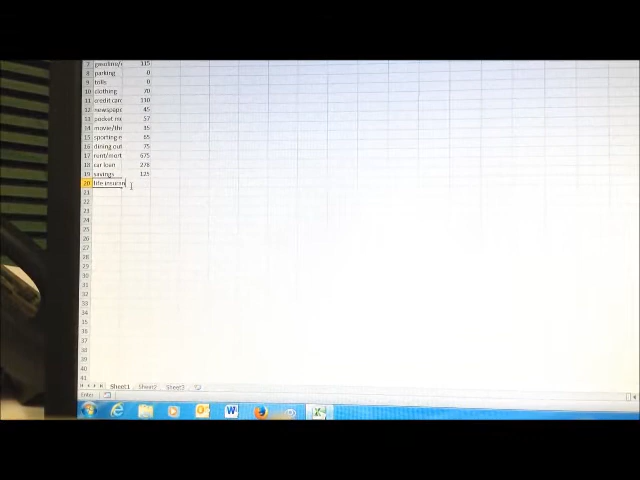 7 gasoline/ 115
8 parking 0
9 tolls 0
10 clothing 70
11 credit card 110
12 newspape 45
13 pocket m 57
14 movie/the 35
15 sporting e 65
16 dining out 75
17 rent/mort 675
18 car loan 278
19 savings 125
20 life insuran
21
22
23
24
25
26
27
28
29
30
31
32
33
34
35
36
37
38
39
40
41
Sheet1 Sheet2 Sheet3
Enter